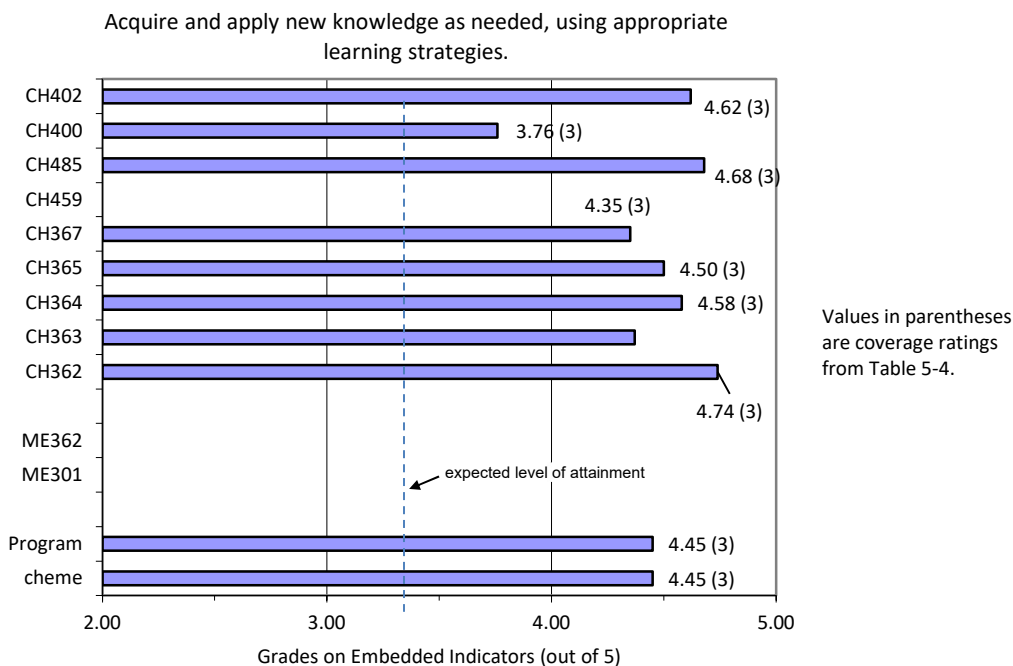 Acquire and apply new knowledge as needed, using appropriate
learning strategies.
CH402
4.62 (3)
CH400
3.76 (3)
CH485
4.68 (3)
CH459
4.35 (3)
CH367
CH365
4.50 (3)
CH364
4.58 (3)
CH363
CH362
4.74 (3)
ME362
ME301
expected level of attainment
Program
4.45 (3)
cheme
4.45 (3)
2.00
3.00
4.00
5.00
Grades on Embedded Indicators (out of 5)
Values in parentheses
are coverage ratings
from Table 5-4.